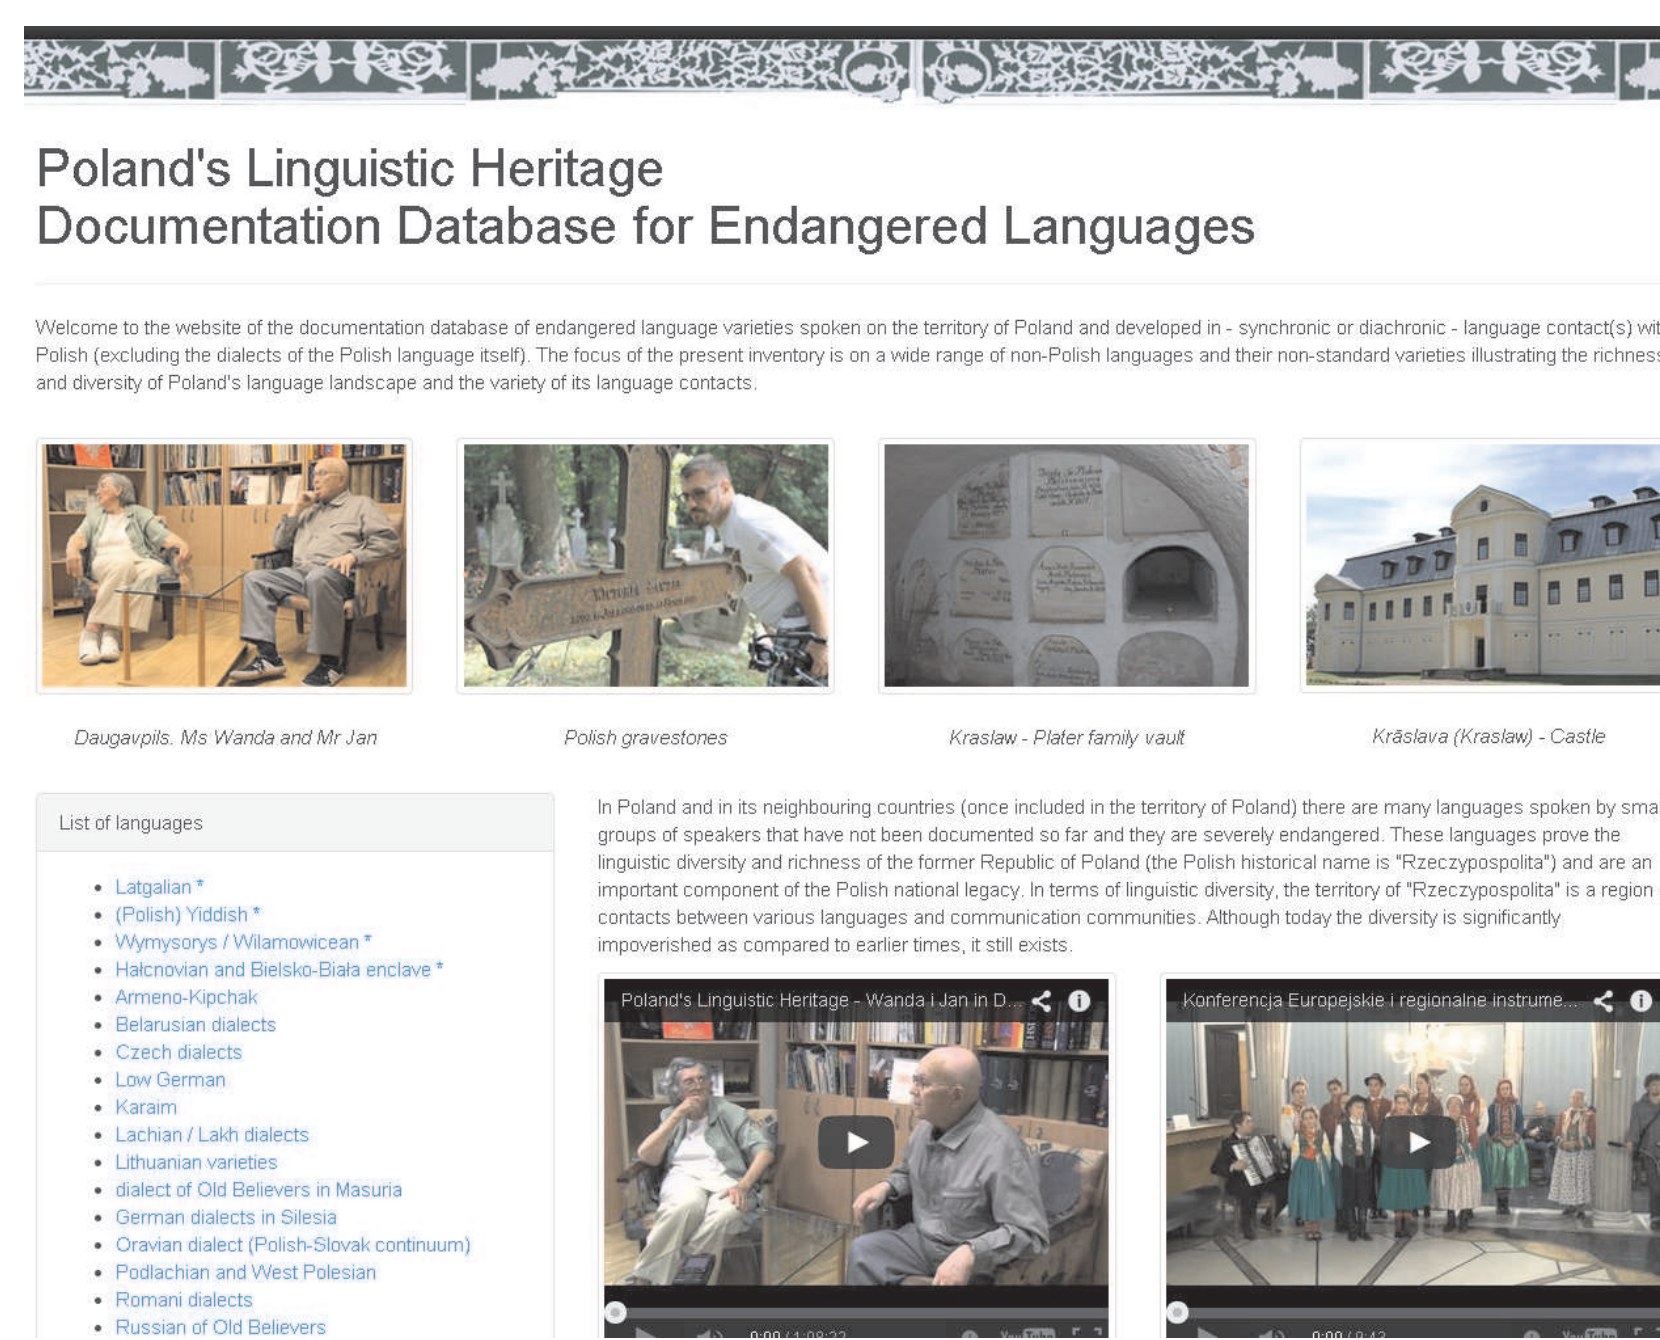 Poland's Linguistic Heritage
Documentation Database for Endangered Languages
Welcome to the website of the documentation database of endangered language varieties spoken on the territory of Poland and developed in - synchronic or diachronic - language contact(s) wit
Polish (excluding the dialects of the Polish language itself). The focus of the present inventory is on a wide range of non-Polish languages and their non-standard varieties illustrating the richness
and diversity of Poland's language landscape and the variety of its language contacts.
Daugavpils. Ms Wanda and Mr Jan
Polish gravestones
Kraslaw - Plater family vault
Krāslava (Kraslaw) - Castle
List of languages
Latgalian *
(Polish) Yiddish *
Wymysorys / Wilamowicean *
Hałcnovian and Bielsko-Biała enclave *
Armeno-Kipchak
Belarusian dialects
Czech dialects
Low German
Karaim
Lachian / Lakh dialects
Lithuanian varieties
dialect of Old Believers in Masuria
German dialects in Silesia
Oravian dialect (Polish-Slovak continuum)
Podlachian and West Polesian
Romani dialects
Russian of Old Believers
In Poland and in its neighbouring countries (once included in the territory of Poland) there are many languages spoken by sma
groups of speakers that have not been documented so far and they are severely endangered. These languages prove the
linguistic diversity and richness of the former Republic of Poland (the Polish historical name is "Rzeczypospolita") and are an
important component of the Polish national legacy. In terms of linguistic diversity, the territory of "Rzeczypospolita" is a region
contacts between various languages and communication communities. Although today the diversity is significantly
impoverished as compared to earlier times, it still exists.
Poland's Linguistic Heritage - Wanda i Jan in D...
0:00 / 1:08:22
YouTube
Konferencja Europejskie i regionalne instrume...
0:00 / 9:43
YouTube